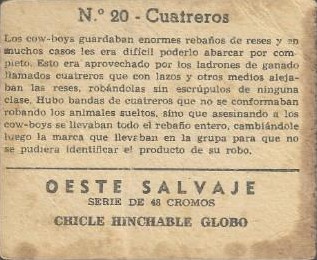 N.º 20 - Cuatreros
Los cow-boys guardaban enormes rebaños de reses y en
muchos casos les era difícil poderlo abarcar por com-
pleto. Esto era aprovechado por los ladrones de ganado
llamados cuatreros que con lazos y otros medios aleja-
ban las reses, robándolas sin escrúpulos de ninguna
clase. Hubo bandas de cuatreros que no se conformaban
robando los animales sueltos, sino que asesinando a los
cow-boys se llevaban todo el rebaño entero, cambiándole
luego la marca que llevaban en la grupa para que no
se pudiera identificar el producto de su robo.
OESTE SALVAJE
SERIE DE 48 CROMOS
CHICLE HINCHABLE GLOBO